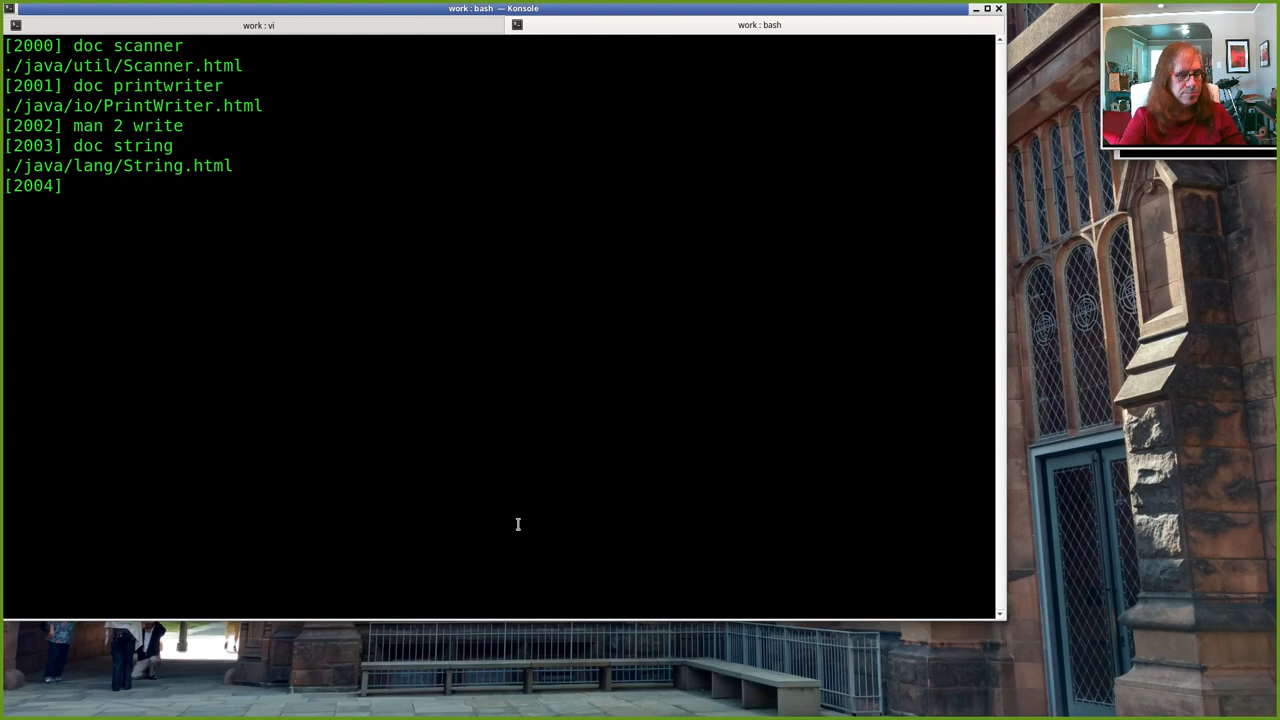 work : bash — Konsole
work : vi
work : bash
[2000] doc scanner
./java/util/Scanner.html
[2001] doc printwriter
./java/io/PrintWriter.html
[2002] man 2 write
[2003] doc string
./java/lang/String.html
[2004]